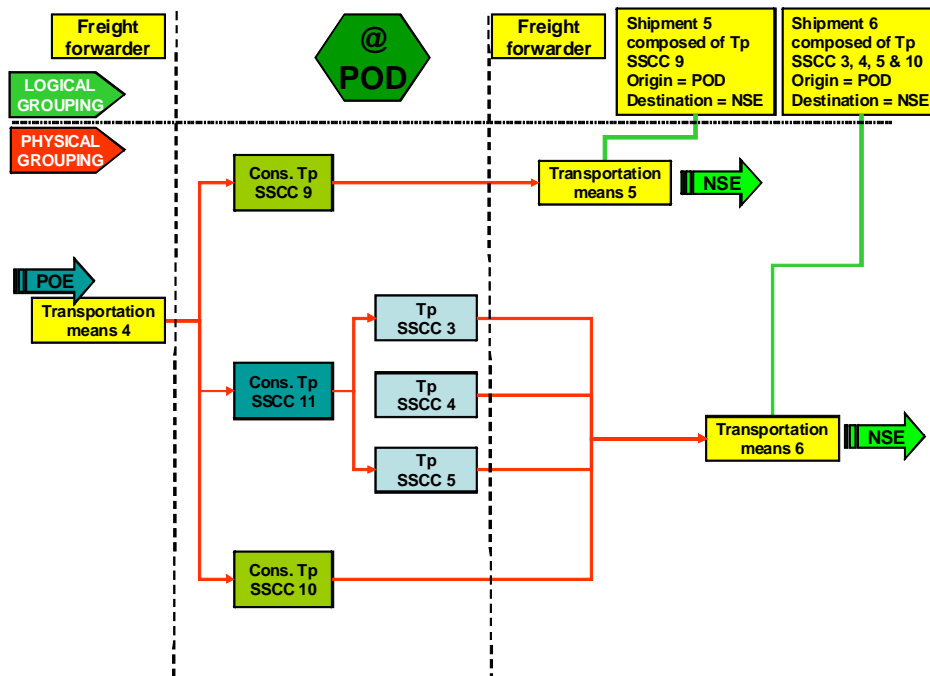 Freight
forwarder
@
POD
Freight
forwarder
Shipment 5
composed of Tp
SSCC 9
Origin = POD
Destination = NSE
Shipment 6
composed of Tp
SSCC 3, 4, 5 & 10
Origin = POD
Destination = NSE
LOGICAL
GROUPING
PHYSICAL
GROUPING
Cons. Tp
SSCC 9
Transportation
means 5
NSE
POE
Transportation
means 4
Tp
SSCC 3
Cons. Tp
SSCC 11
Tp
SSCC 4
Tp
SSCC 5
Transportation
means 6
NSE
Cons. Tp
SSCC 10